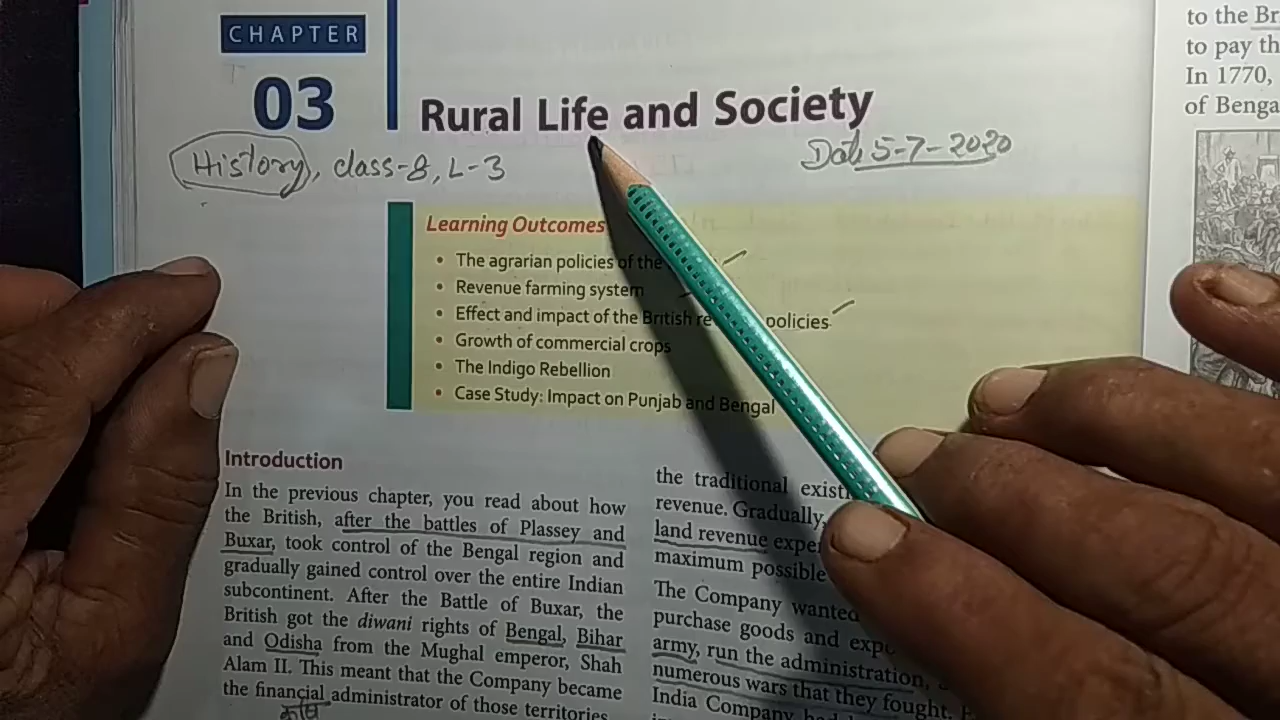 CHAPTER
03
Rural Life and Society
History, class-8, L-3
Date 5-7-2020
Learning Outcomes
• The agrarian policies of the
• Revenue farming system
• Effect and impact of the British re policies
• Growth of commercial crops
• The Indigo Rebellion
• Case Study: Impact on Punjab and Bengal
Introduction
In the previous chapter, you read about how
the British, after the battles of Plassey and
Buxar, took control of the Bengal region and
gradually gained control over the entire Indian
subcontinent. After the Battle of Buxar, the
British got the diwani rights of Bengal, Bihar
and Odisha from the Mughal emperor, Shah
Alam II. This meant that the Company became
the financial administrator of those territories.
the traditional
revenue. Gradually,
land revenue
maximum possible
The Company wanted
purchase goods and
army, run the administration,
numerous wars that they fought.
India Company
to the Br
to pay th
In 1770,
of Benga